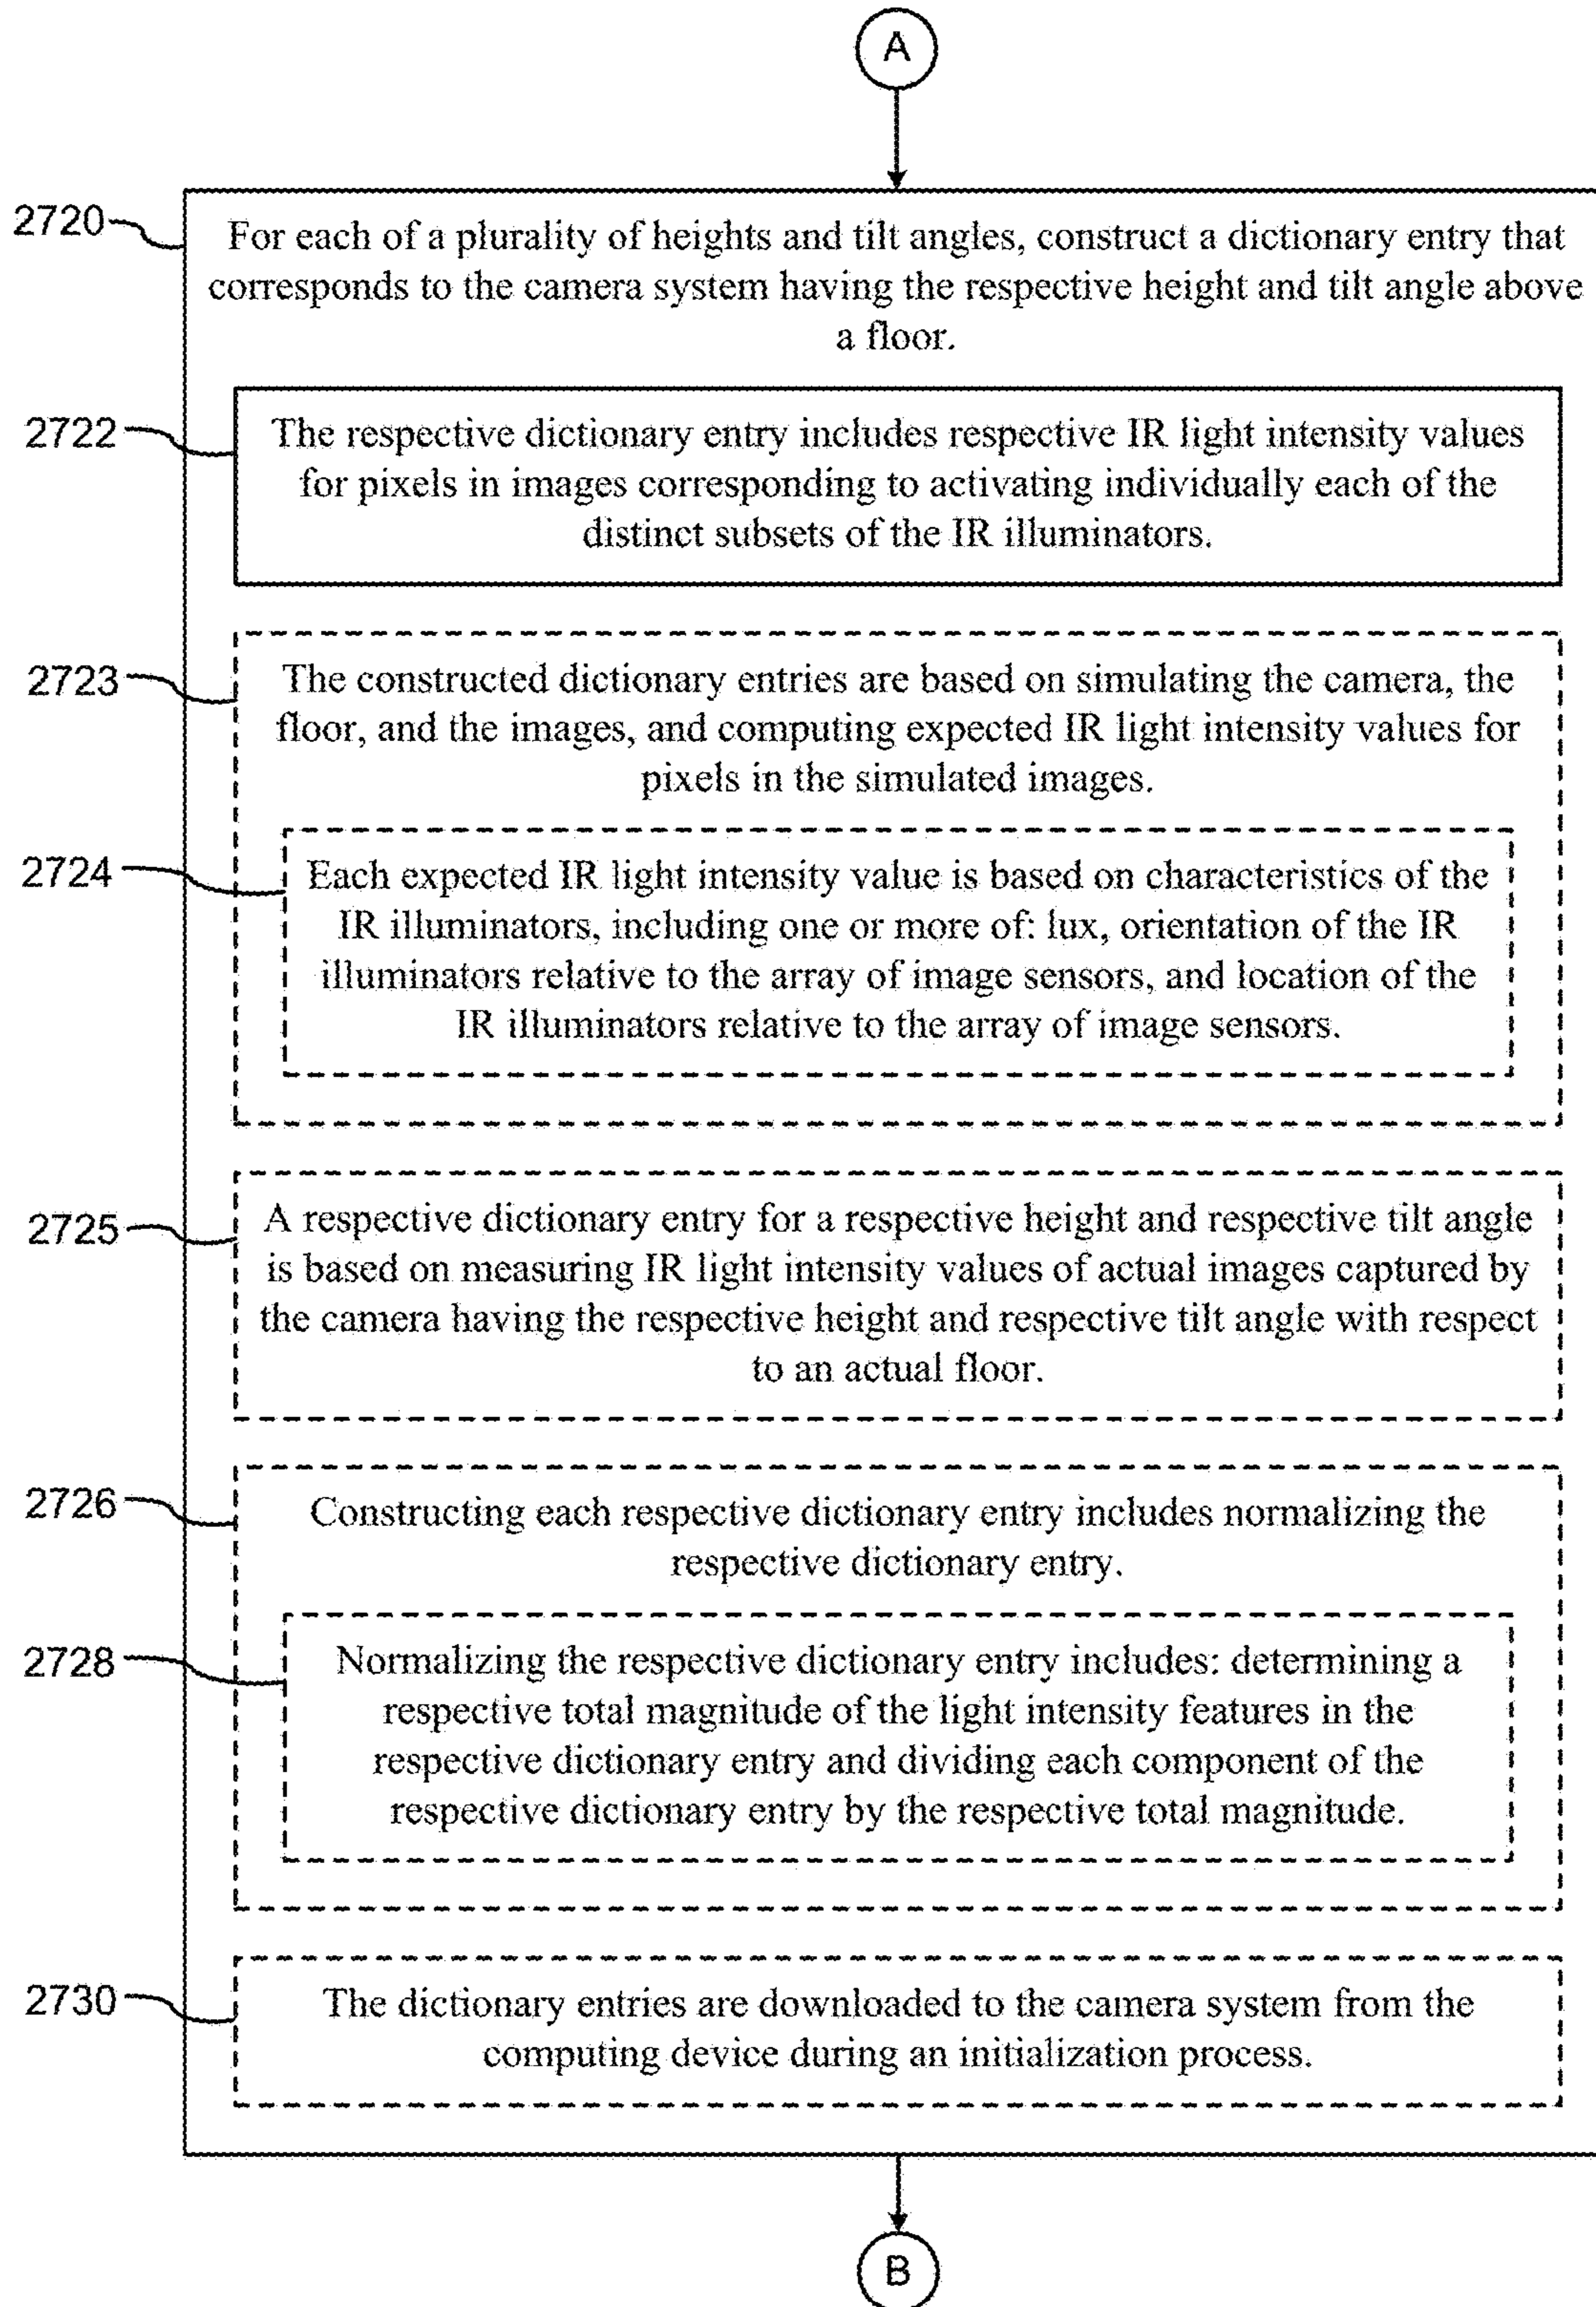 A
2720
For each of a plurality of heights and tilt angles, construct a dictionary entry that
corresponds to the camera system having the respective height and tilt angle above
a floor.
2722
The respective dictionary entry includes respective IR light intensity values
for pixels in images corresponding to activating individually each of the
distinct subsets of the IR illuminators.
2723
The constructed dictionary entries are based on simulating the camera, the
floor, and the images, and computing expected IR light intensity values for
pixels in the simulated images.
2724
Each expected IR light intensity value is based on characteristics of the
IR illuminators, including one or more of: lux, orientation of the IR
illuminators relative to the array of image sensors, and location of the
IR illuminators relative to the array of image sensors.
2725
A respective dictionary entry for a respective height and respective tilt angle
is based on measuring IR light intensity values of actual images captured by
the camera having the respective height and respective tilt angle with respect
to an actual floor.
2726
Constructing each respective dictionary entry includes normalizing the
respective dictionary entry.
2728
Normalizing the respective dictionary entry includes: determining a
respective total magnitude of the light intensity features in the
respective dictionary entry and dividing each component of the
respective dictionary entry by the respective total magnitude.
2730
The dictionary entries are downloaded to the camera system from the
computing device during an initialization process.
B